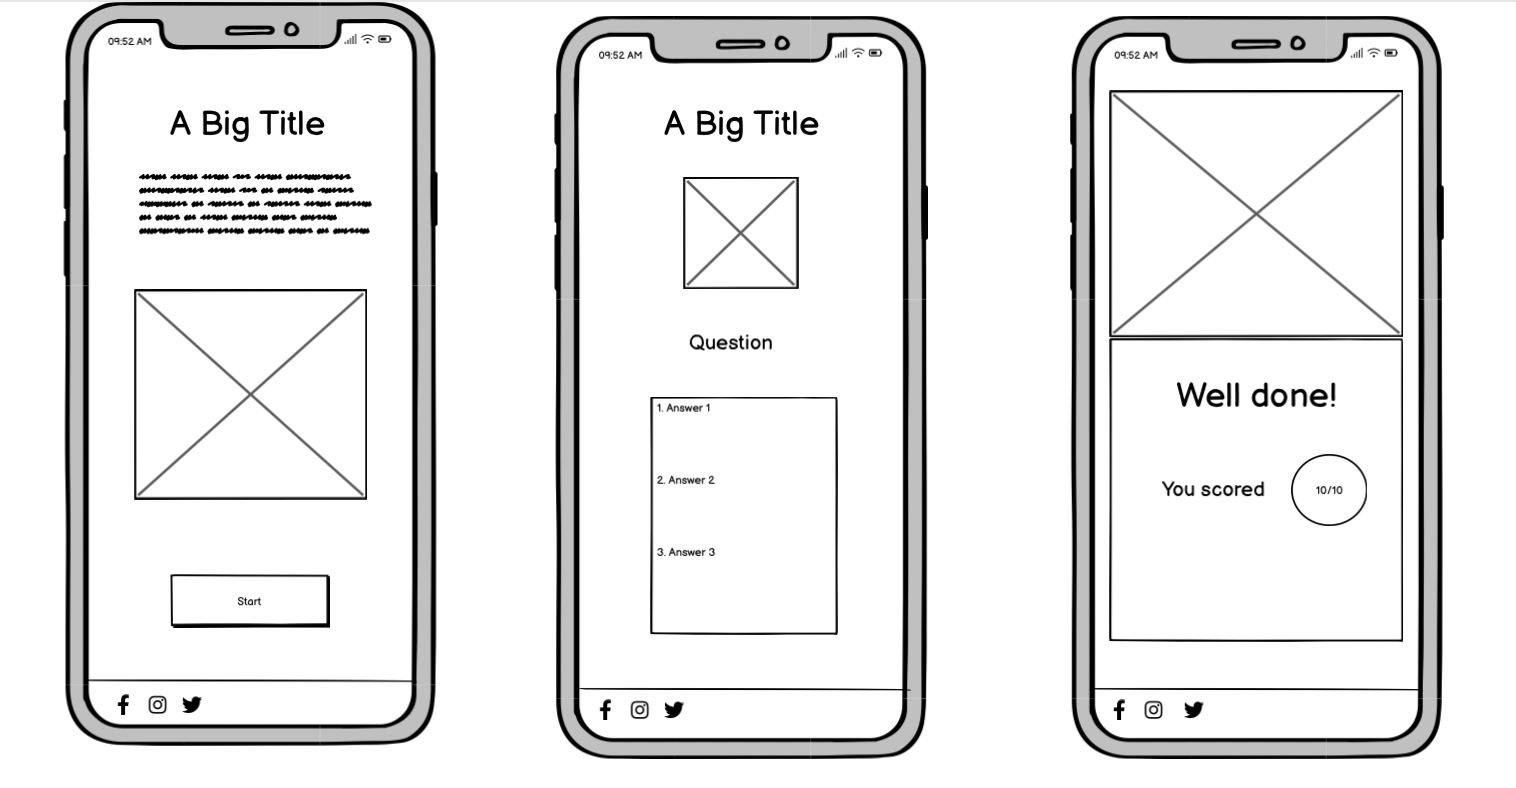 09:52 AM
A Big Title
Start
09:52 AM
A Big Title
Question
1. Answer 1
2. Answer 2
3. Answer 3
09:52 AM
Well done!
You scored
10/10